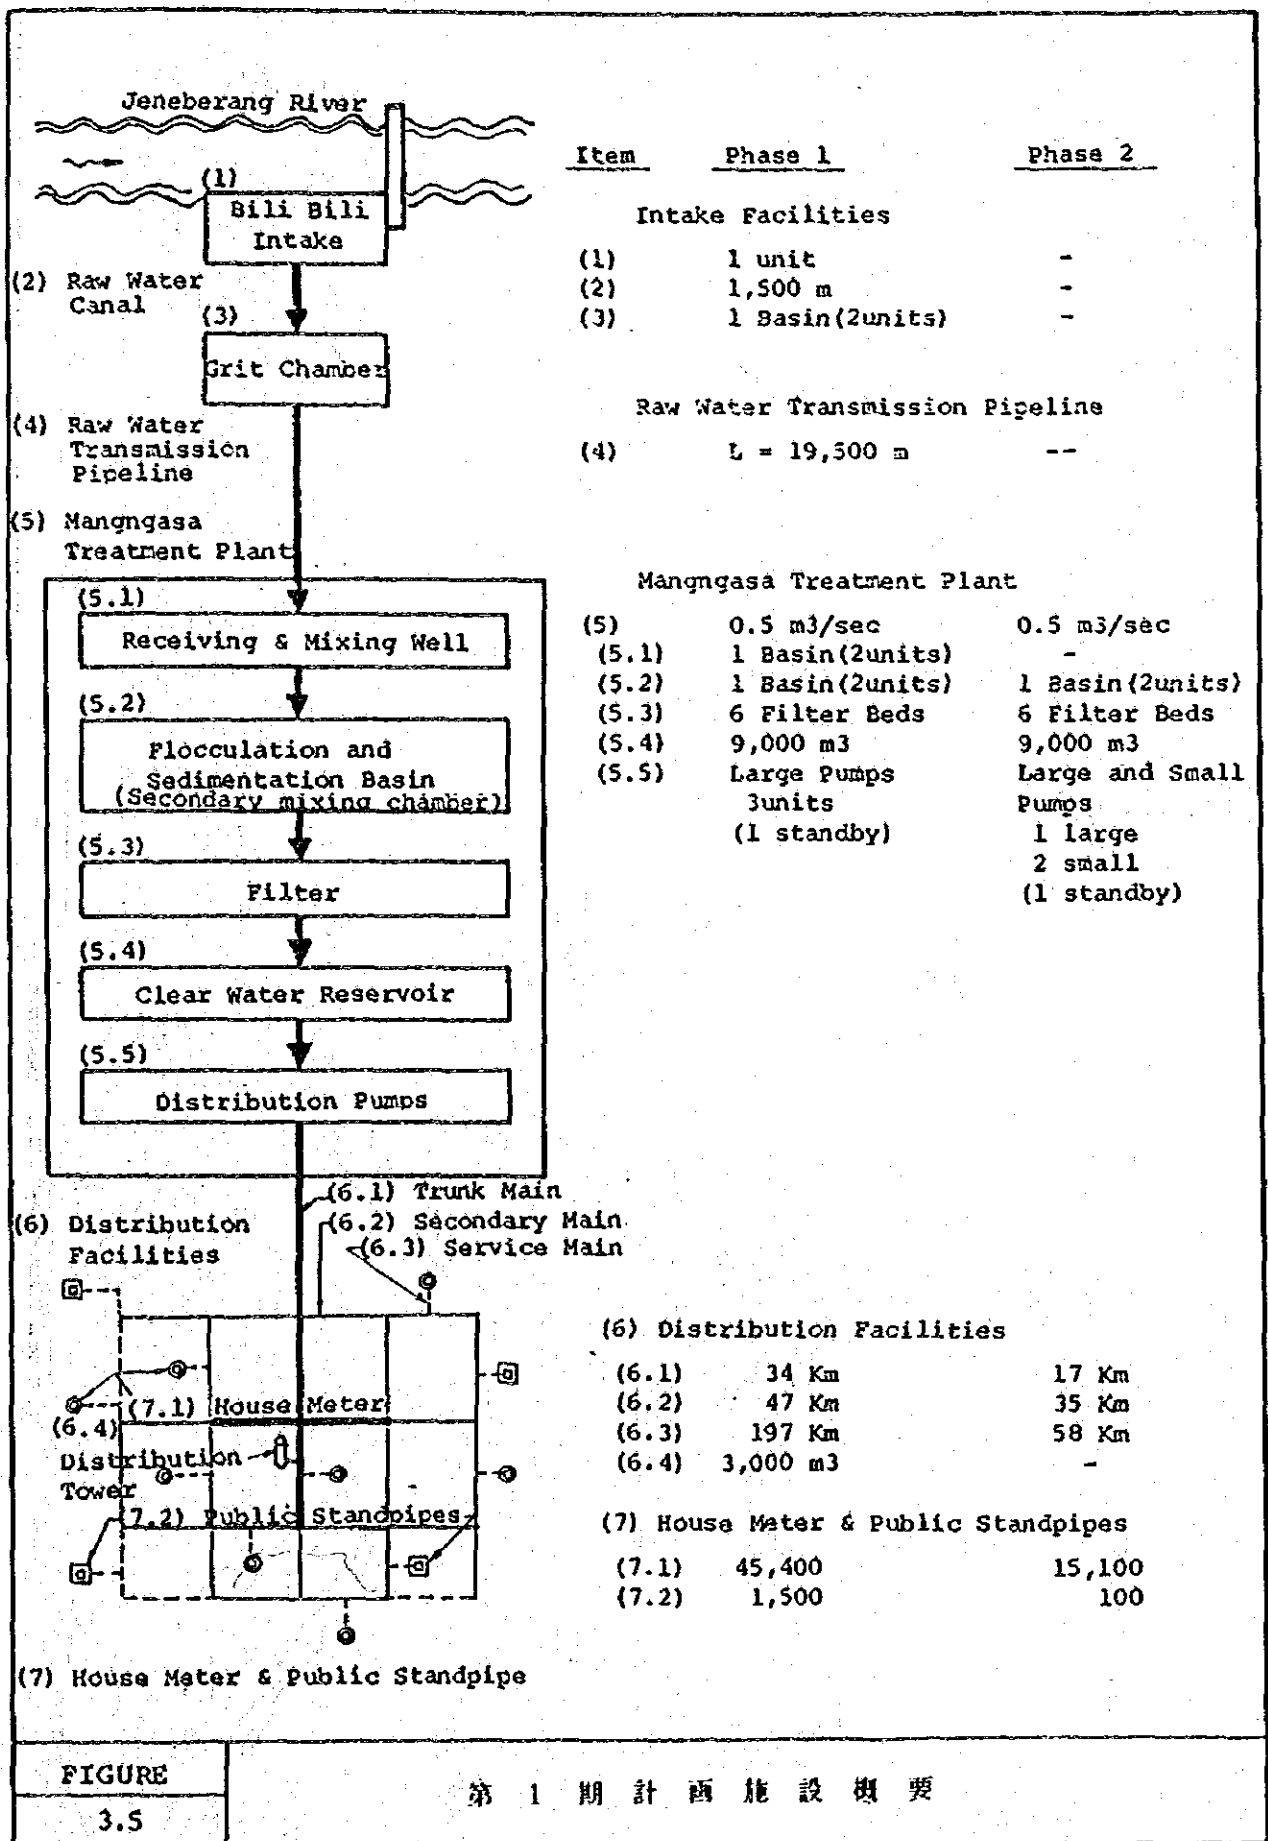 Jeneberang River
(1)
Bili Bili
Intake
(2) Raw Water
Canal
(3)
Grit Chamber
(4) Raw Water
Transmission
Pipeline
(5) Mangngasa
Treatment Plant
(5.1)
Receiving & Mixing Well
(5.2)
Flocculation and
Sedimentation Basin
(Secondary mixing chamber)
(5.3)
Filter
(5.4)
Clear Water Reservoir
(5.5)
Distribution Pumps
(6.1) Trunk Main
(6) Distribution
Facilities
(6.2) Secondary Main
(6.3) Service Main
(7.1) House Meter
(6.4)
Distribution
Tower
(7.2) Public Standpipes
(7) House Meter & Public Standpipe
Item Phase 1 Phase 2
Intake Facilities
(1) 1 unit -
(2) 1,500 m -
(3) 1 Basin(2units) -
Raw Water Transmission Pipeline
(4) L = 19,500 m --
Mangngasa Treatment Plant
(5) 0.5 m3/sec 0.5 m3/sec
(5.1) 1 Basin(2units) -
(5.2) 1 Basin(2units) 1 Basin(2units)
(5.3) 6 Filter Beds 6 Filter Beds
(5.4) 9,000 m3 9,000 m3
(5.5) Large Pumps Large and Small
3units Pumps
(1 standby) 1 large
2 small
(1 standby)
(6) Distribution Facilities
(6.1) 34 Km 17 Km
(6.2) 47 Km 35 Km
(6.3) 197 Km 58 Km
(6.4) 3,000 m3 -
(7) House Meter & Public Standpipes
(7.1) 45,400 15,100
(7.2) 1,500 100
FIGURE
3.5
第 1 期 計 画 施 設 概 要